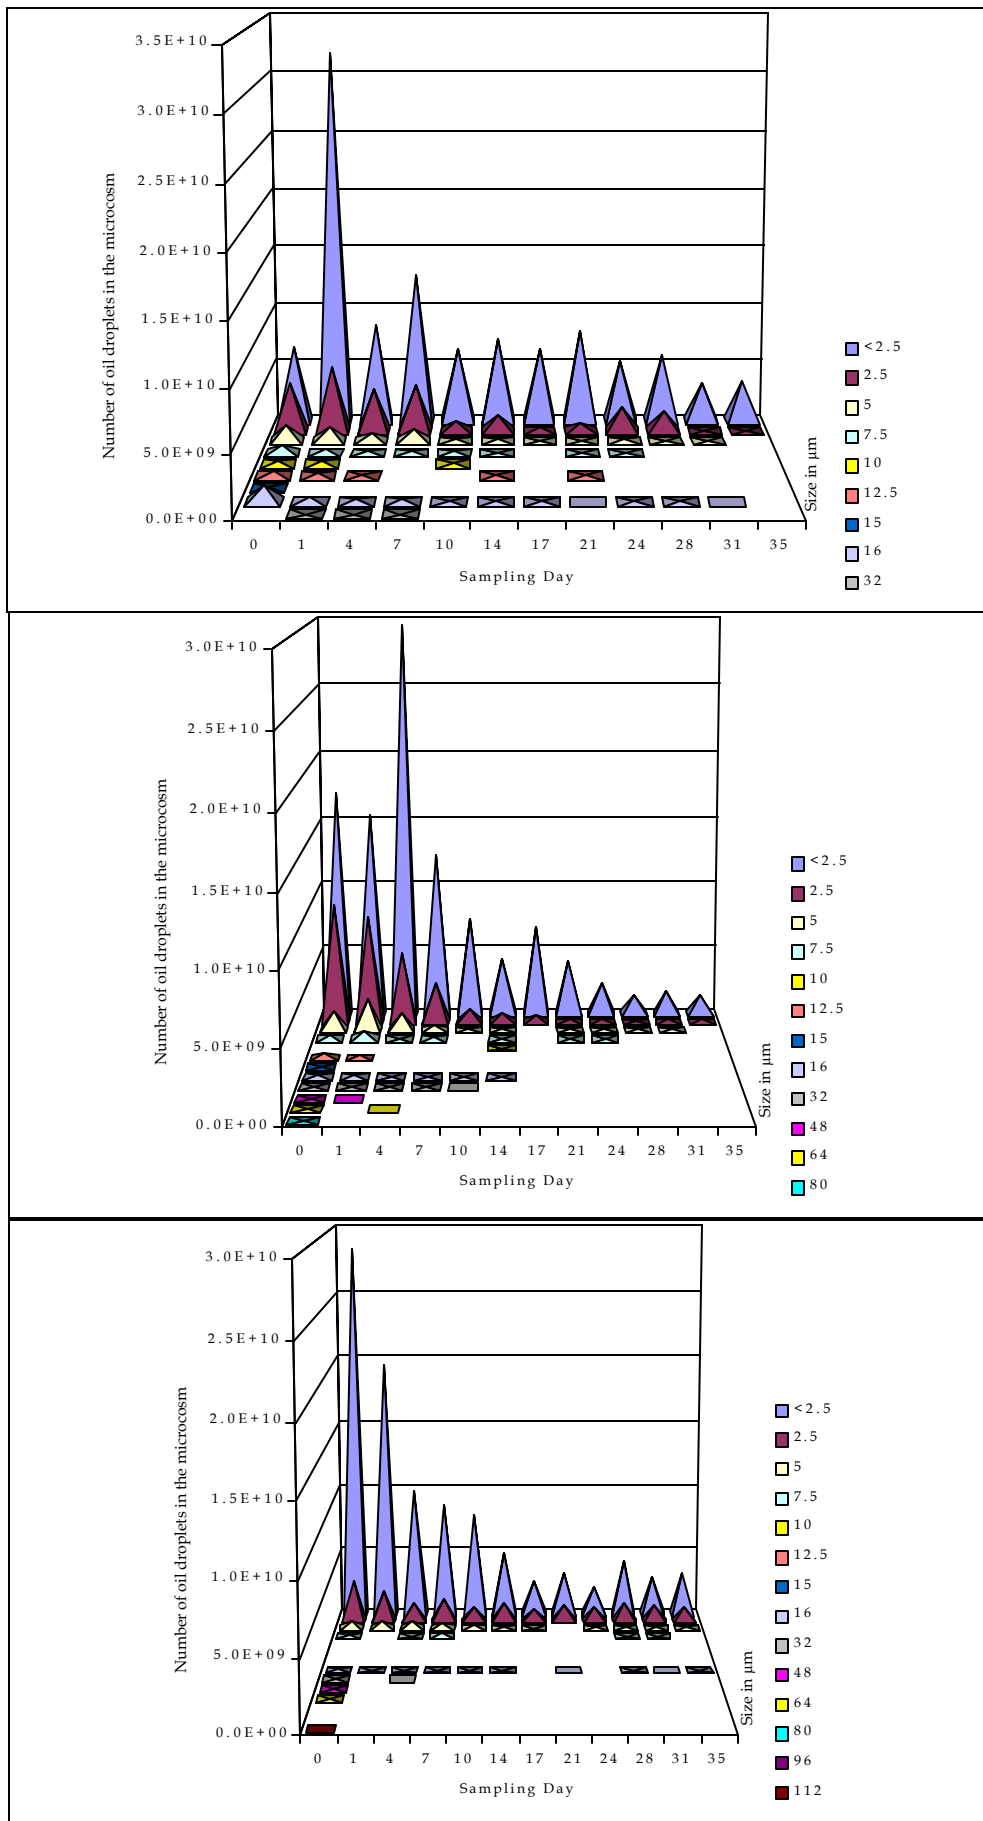 Number of oil droplets in the microcosm
3.5E+10
3.0E+10
2.5E+10
2.0E+10
1.5E+10
1.0E+10
5.0E+09
0.0E+00
0 1 4 7 10 14 17 21 24 28 31 35
Sampling Day
Size in µm
<2.5
2.5
5
7.5
10
12.5
15
16
32
Number of oil droplets in the microcosm
3.0E+10
2.5E+10
2.0E+10
1.5E+10
1.0E+10
5.0E+09
0.0E+00
0 1 4 7 10 14 17 21 24 28 31 35
Sampling Day
Size in µm
<2.5
2.5
5
7.5
10
12.5
15
16
32
48
64
80
Number of oil droplets in the microcosm
3.0E+10
2.5E+10
2.0E+10
1.5E+10
1.0E+10
5.0E+09
0.0E+00
0 1 4 7 10 14 17 21 24 28 31 35
Sampling Day
Size in µm
<2.5
2.5
5
7.5
10
12.5
15
16
32
48
64
80
96
112